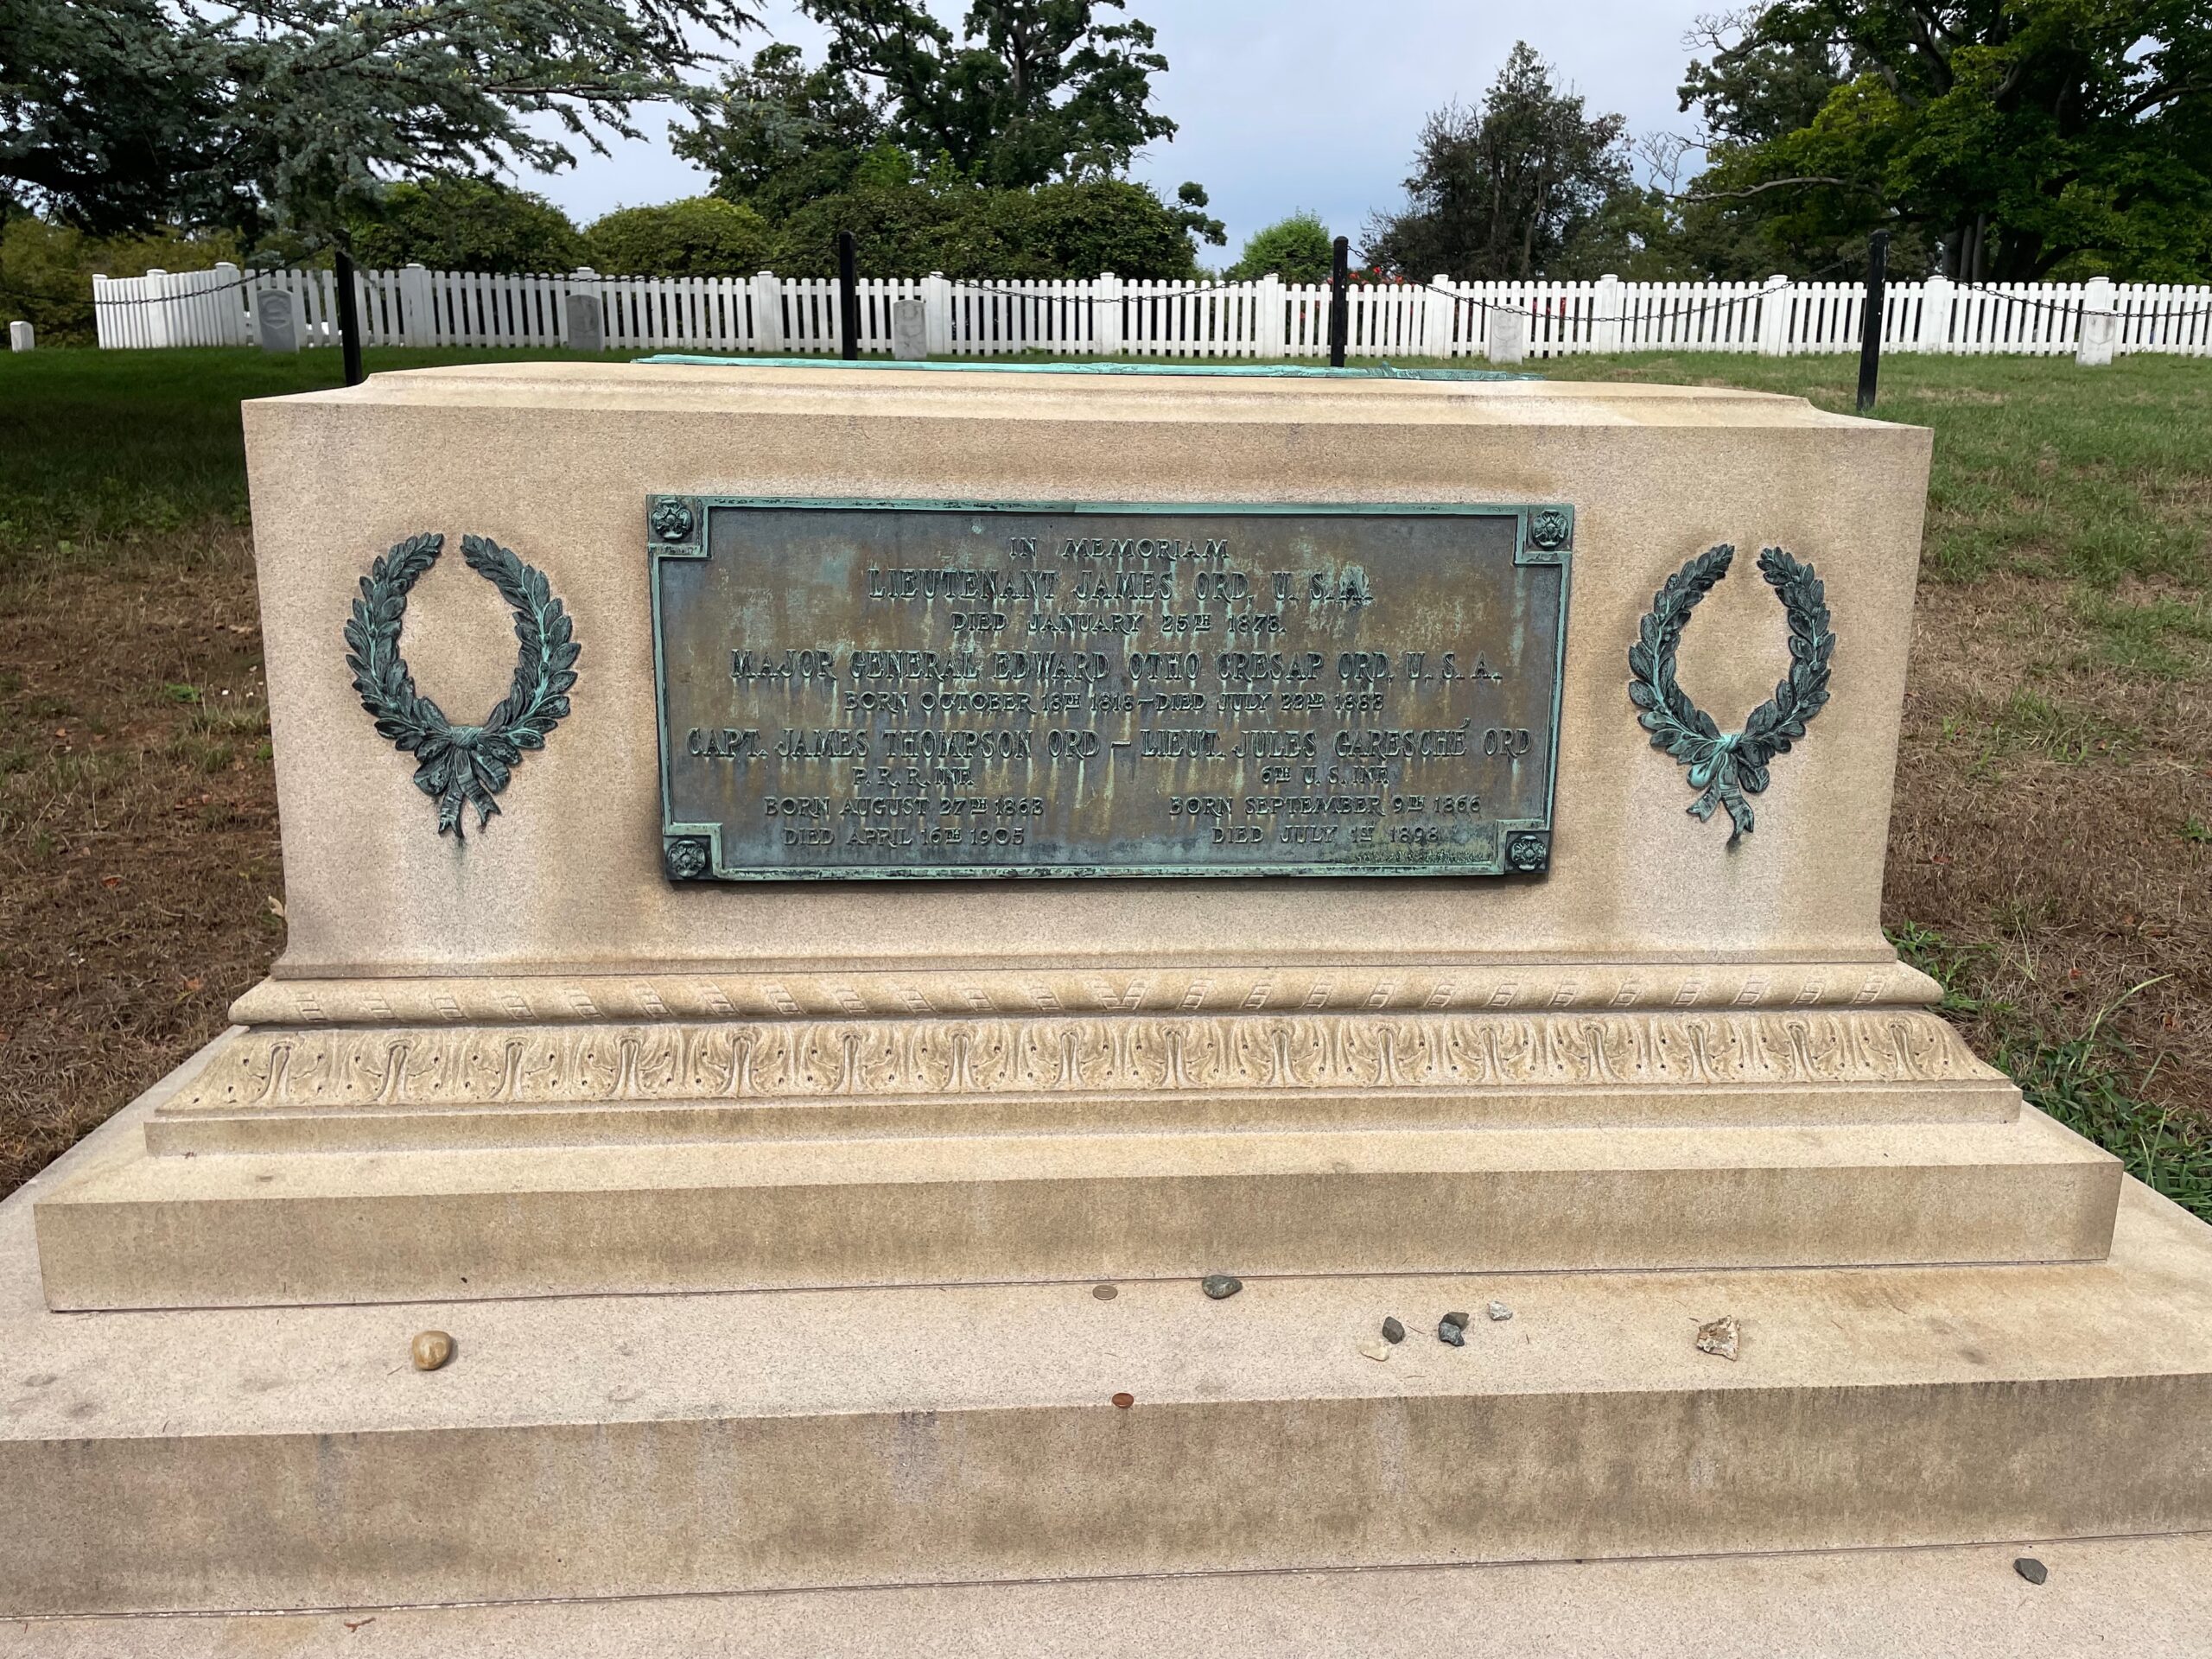 IN MEMORIAM
LIEUTENANT JAMES ORD, U. S. A.
DIED JANUARY 25TH 1873.
MAJOR GENERAL EDWARD OTHO CRESAP ORD, U. S. A.
BORN OCTOBER 18TH 1818–DIED JULY 22ND 1883
CAPT. JAMES THOMPSON ORD – LIEUT. JULES GARESCHÉ ORD
P. R. R. INF. 6TH U. S. INF.
BORN AUGUST 27TH 1863 BORN SEPTEMBER 9TH 1866
DIED APRIL 16TH 1905 DIED JULY 1ST 1898